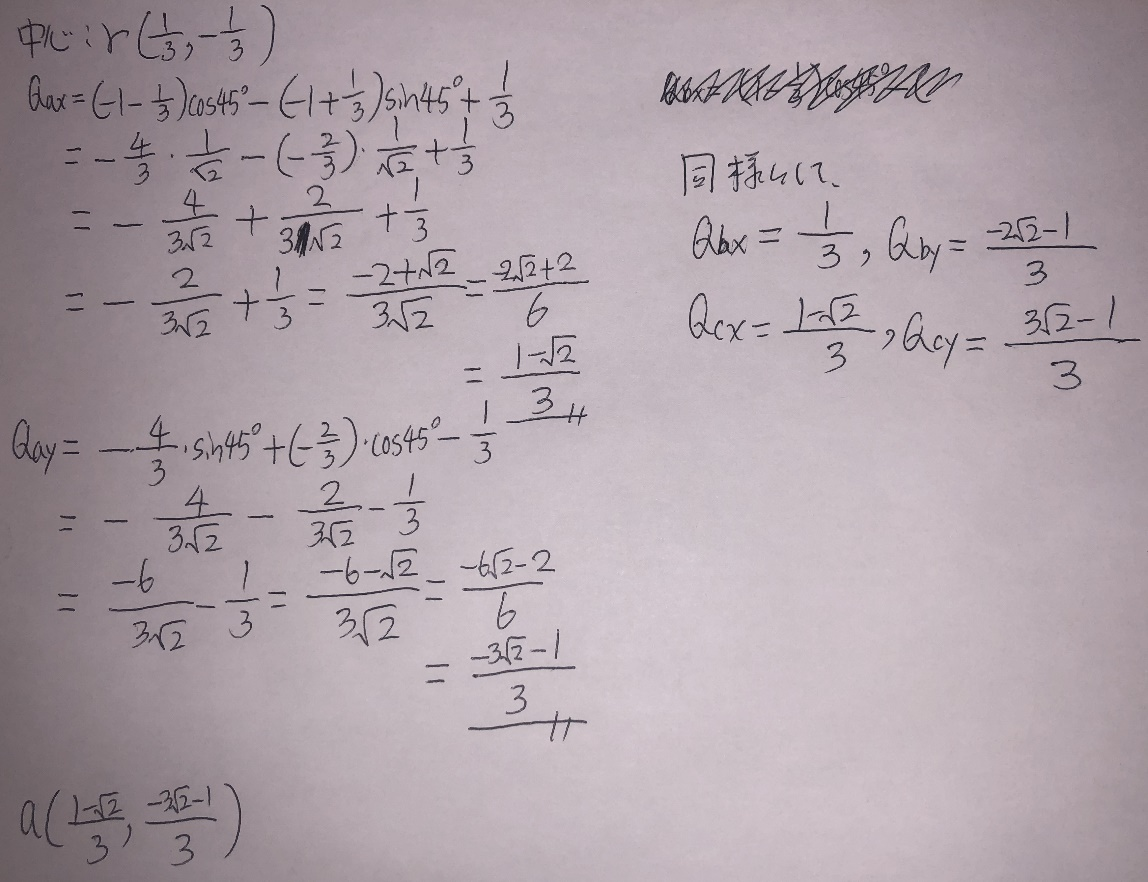 中心:r(1/3, -1/3)
Qax=(-1-1/3)cos45°-(-1+1/3)sin45°+1/3
=-4/3・1/√2-(-2/3)・1/√2+1/3
=-4/3√2+2/3√2+1/3
=-2/3√2+1/3=-2+√2/3√2=-2√2+2/6
=1-√2/3
Qay=-4/3・sin45°+(-2/3)・cos45°-1/3
=-4/3√2-2/3√2-1/3
=-6/3√2-1/3=-6-√2/3√2=-6√2-2/6
=-3√2-1/3
a(1-√2/3, -3√2-1/3)
同様にして、
Qbx=1/3, Qby=-2√2-1/3
Qcx=1-√2/3, Qcy=3√2-1/3